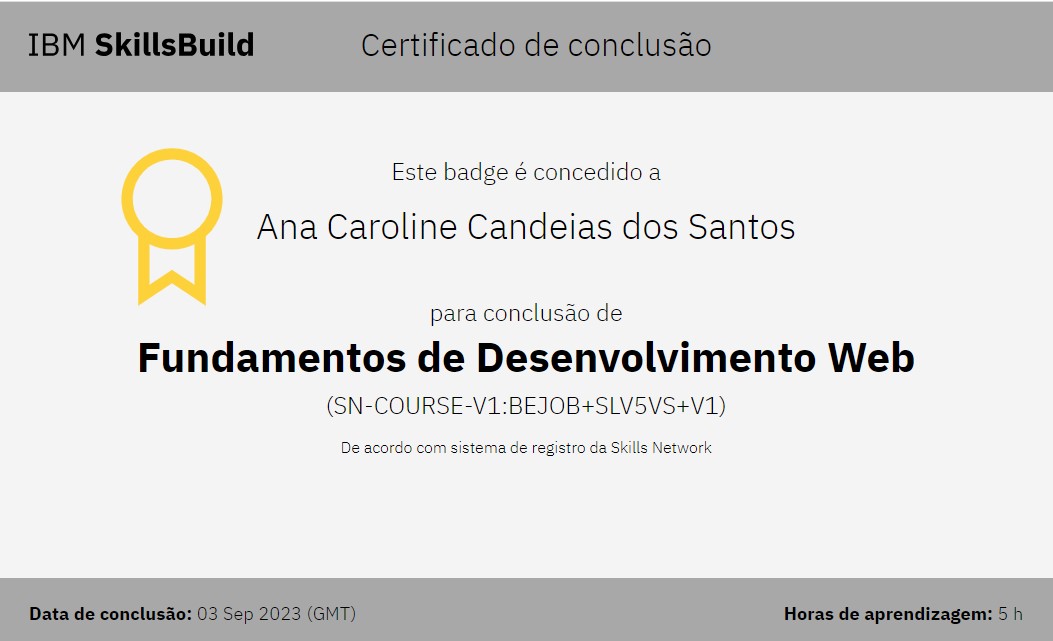 IBM SkillsBuild
Certificado de conclusão
Este badge é concedido a
Ana Caroline Candeias dos Santos
para conclusão de
Fundamentos de Desenvolvimento Web
(SN-COURSE-V1:BEJOB+SLV5VS+V1)
De acordo com sistema de registro da Skills Network
Data de conclusão: 03 Sep 2023 (GMT)
Horas de aprendizagem: 5 h